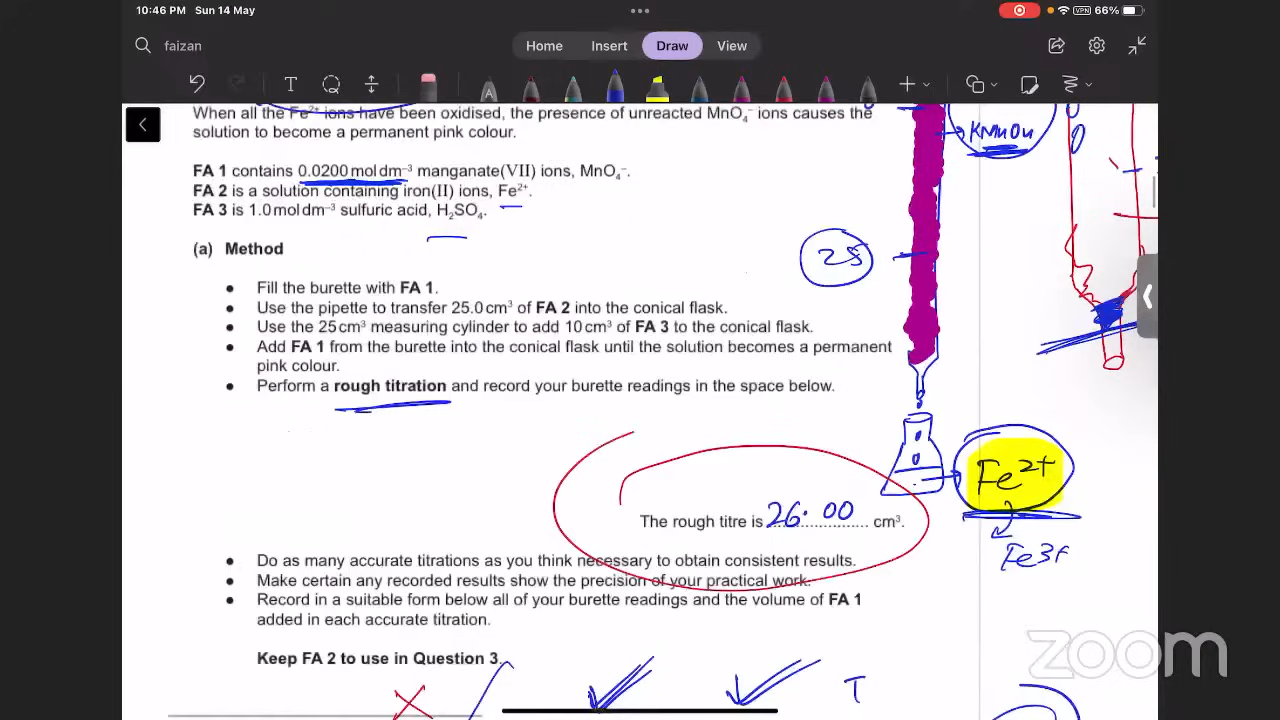 10:46 PM Sun 14 May
66%
VPN
faizan
Home Insert Draw View
When all the Fe²⁺ ions have been oxidised, the presence of unreacted MnO₄⁻ ions causes the
solution to become a permanent pink colour.
FA 1 contains 0.0200 mol dm⁻³ manganate(VII) ions, MnO₄⁻.
FA 2 is a solution containing iron(II) ions, Fe²⁺.
FA 3 is 1.0 mol dm⁻³ sulfuric acid, H₂SO₄.
(a) Method
• Fill the burette with FA 1.
• Use the pipette to transfer 25.0 cm³ of FA 2 into the conical flask.
• Use the 25 cm³ measuring cylinder to add 10 cm³ of FA 3 to the conical flask.
• Add FA 1 from the burette into the conical flask until the solution becomes a permanent
pink colour.
• Perform a rough titration and record your burette readings in the space below.
25
Fe²⁺
Fe3+
The rough titre is 26.00 cm³.
• Do as many accurate titrations as you think necessary to obtain consistent results.
• Make certain any recorded results show the precision of your practical work.
• Record in a suitable form below all of your burette readings and the volume of FA 1
added in each accurate titration.
Keep FA 2 to use in Question 3.
zoom